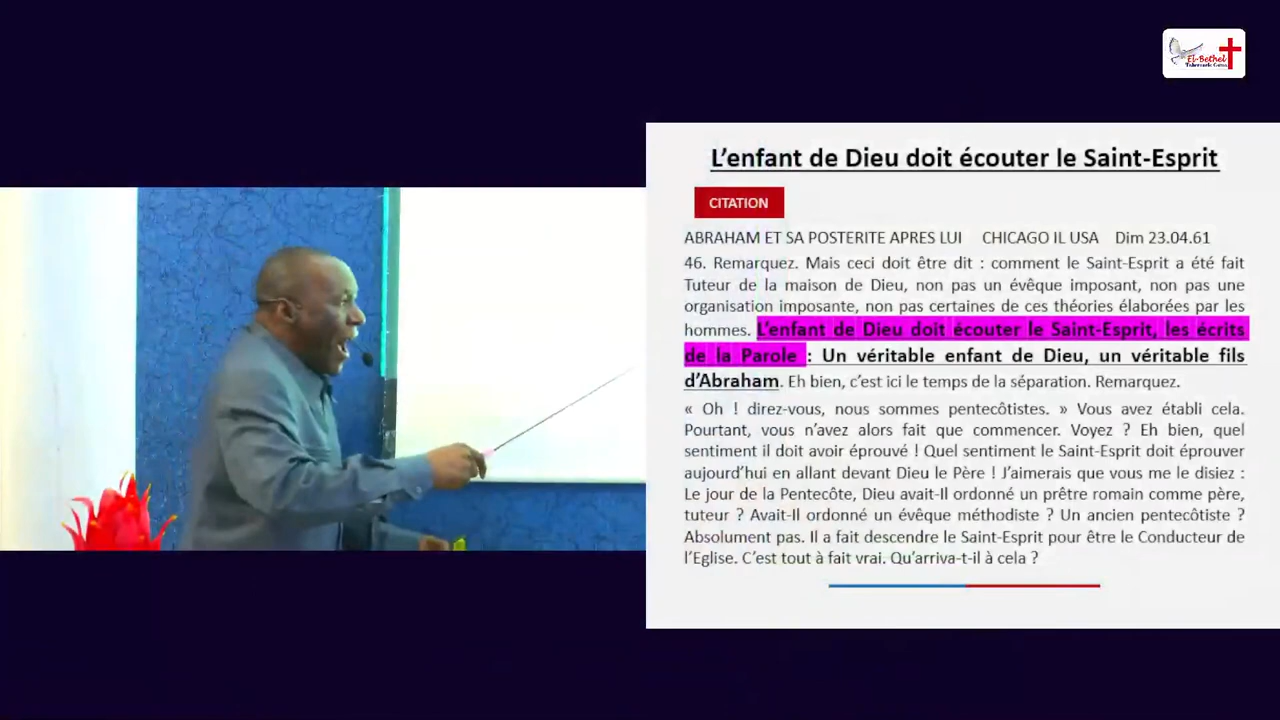 El-Bethel
L'enfant de Dieu doit écouter le Saint-Esprit
CITATION
ABRAHAM ET SA POSTERITE APRES LUI CHICAGO IL USA Dim 23.04.61
46. Remarquez. Mais ceci doit être dit : comment le Saint-Esprit a été fait
Tuteur de la maison de Dieu, non pas un évêque imposant, non pas une
organisation imposante, non pas certaines de ces théories élaborées par les
hommes. L'enfant de Dieu doit écouter le Saint-Esprit, les écrits
de la Parole : Un véritable enfant de Dieu, un véritable fils
d'Abraham. Eh bien, c'est ici le temps de la séparation. Remarquez.
« Oh ! direz-vous, nous sommes pentecôtistes. » Vous avez établi cela.
Pourtant, vous n'avez alors fait que commencer. Voyez ? Eh bien, quel
sentiment il doit avoir éprouvé ! Quel sentiment le Saint-Esprit doit éprouver
aujourd'hui en allant devant Dieu le Père ! J'aimerais que vous me le disiez :
Le jour de la Pentecôte, Dieu avait-Il ordonné un prêtre romain comme père,
tuteur ? Avait-Il ordonné un évêque méthodiste ? Un ancien pentecôtiste ?
Absolument pas. Il a fait descendre le Saint-Esprit pour être le Conducteur de
l'Eglise. C'est tout à fait vrai. Qu'arriva-t-il à cela ?